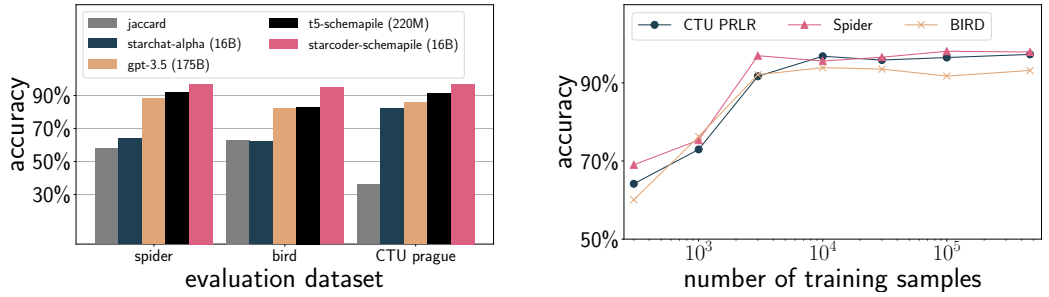 jaccard
starchat-alpha (16B)
gpt-3.5 (175B)
t5-schemapile (220M)
starcoder-schemapile (16B)
accuracy
90%
70%
50%
30%
spider
bird
CTU prague
evaluation dataset
CTU PRLR
Spider
BIRD
accuracy
90%
70%
50%
10³
10⁴
10⁵
number of training samples